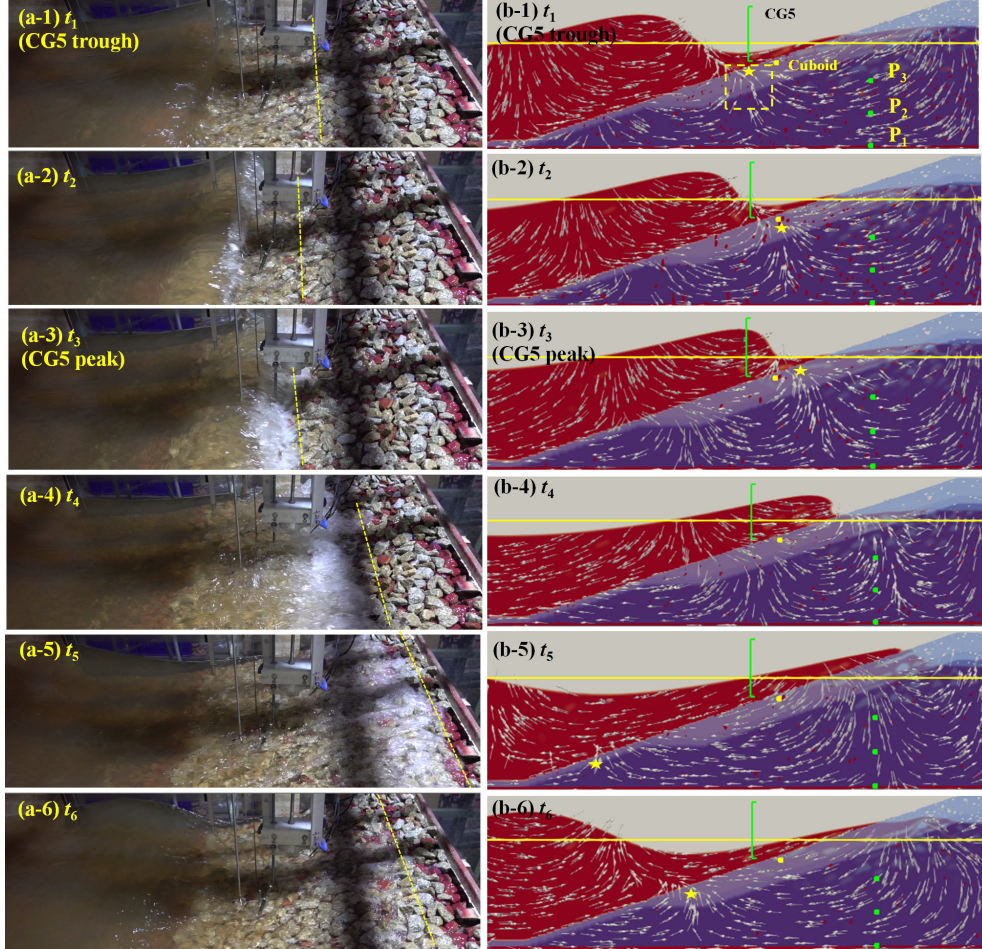 (a-1) t₁
(CG5 trough)
(b-1) t₁
(CG5 trough)
CG5
Cuboid
P₃
P₂
P₁
(a-2) t₂
(b-2) t₂
(a-3) t₃
(CG5 peak)
(b-3) t₃
(CG5 peak)
(a-4) t₄
(b-4) t₄
(a-5) t₅
(b-5) t₅
(a-6) t₆
(b-6) t₆